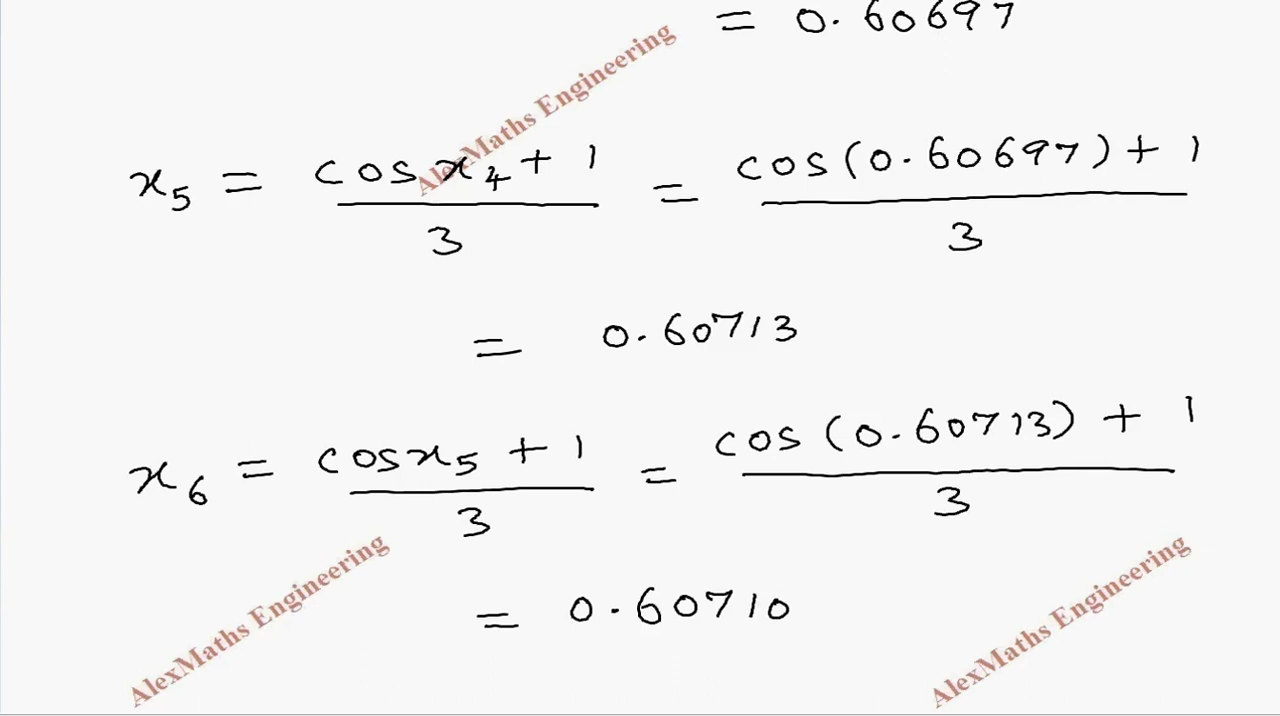 = 0.60697
x₅ = (cos x₄ + 1)/3 = (cos(0.60697) + 1)/3
= 0.60713
x₆ = (cos x₅ + 1)/3 = (cos(0.60713) + 1)/3
= 0.60710
AlexMaths Engineering
AlexMaths Engineering
AlexMaths Engineering